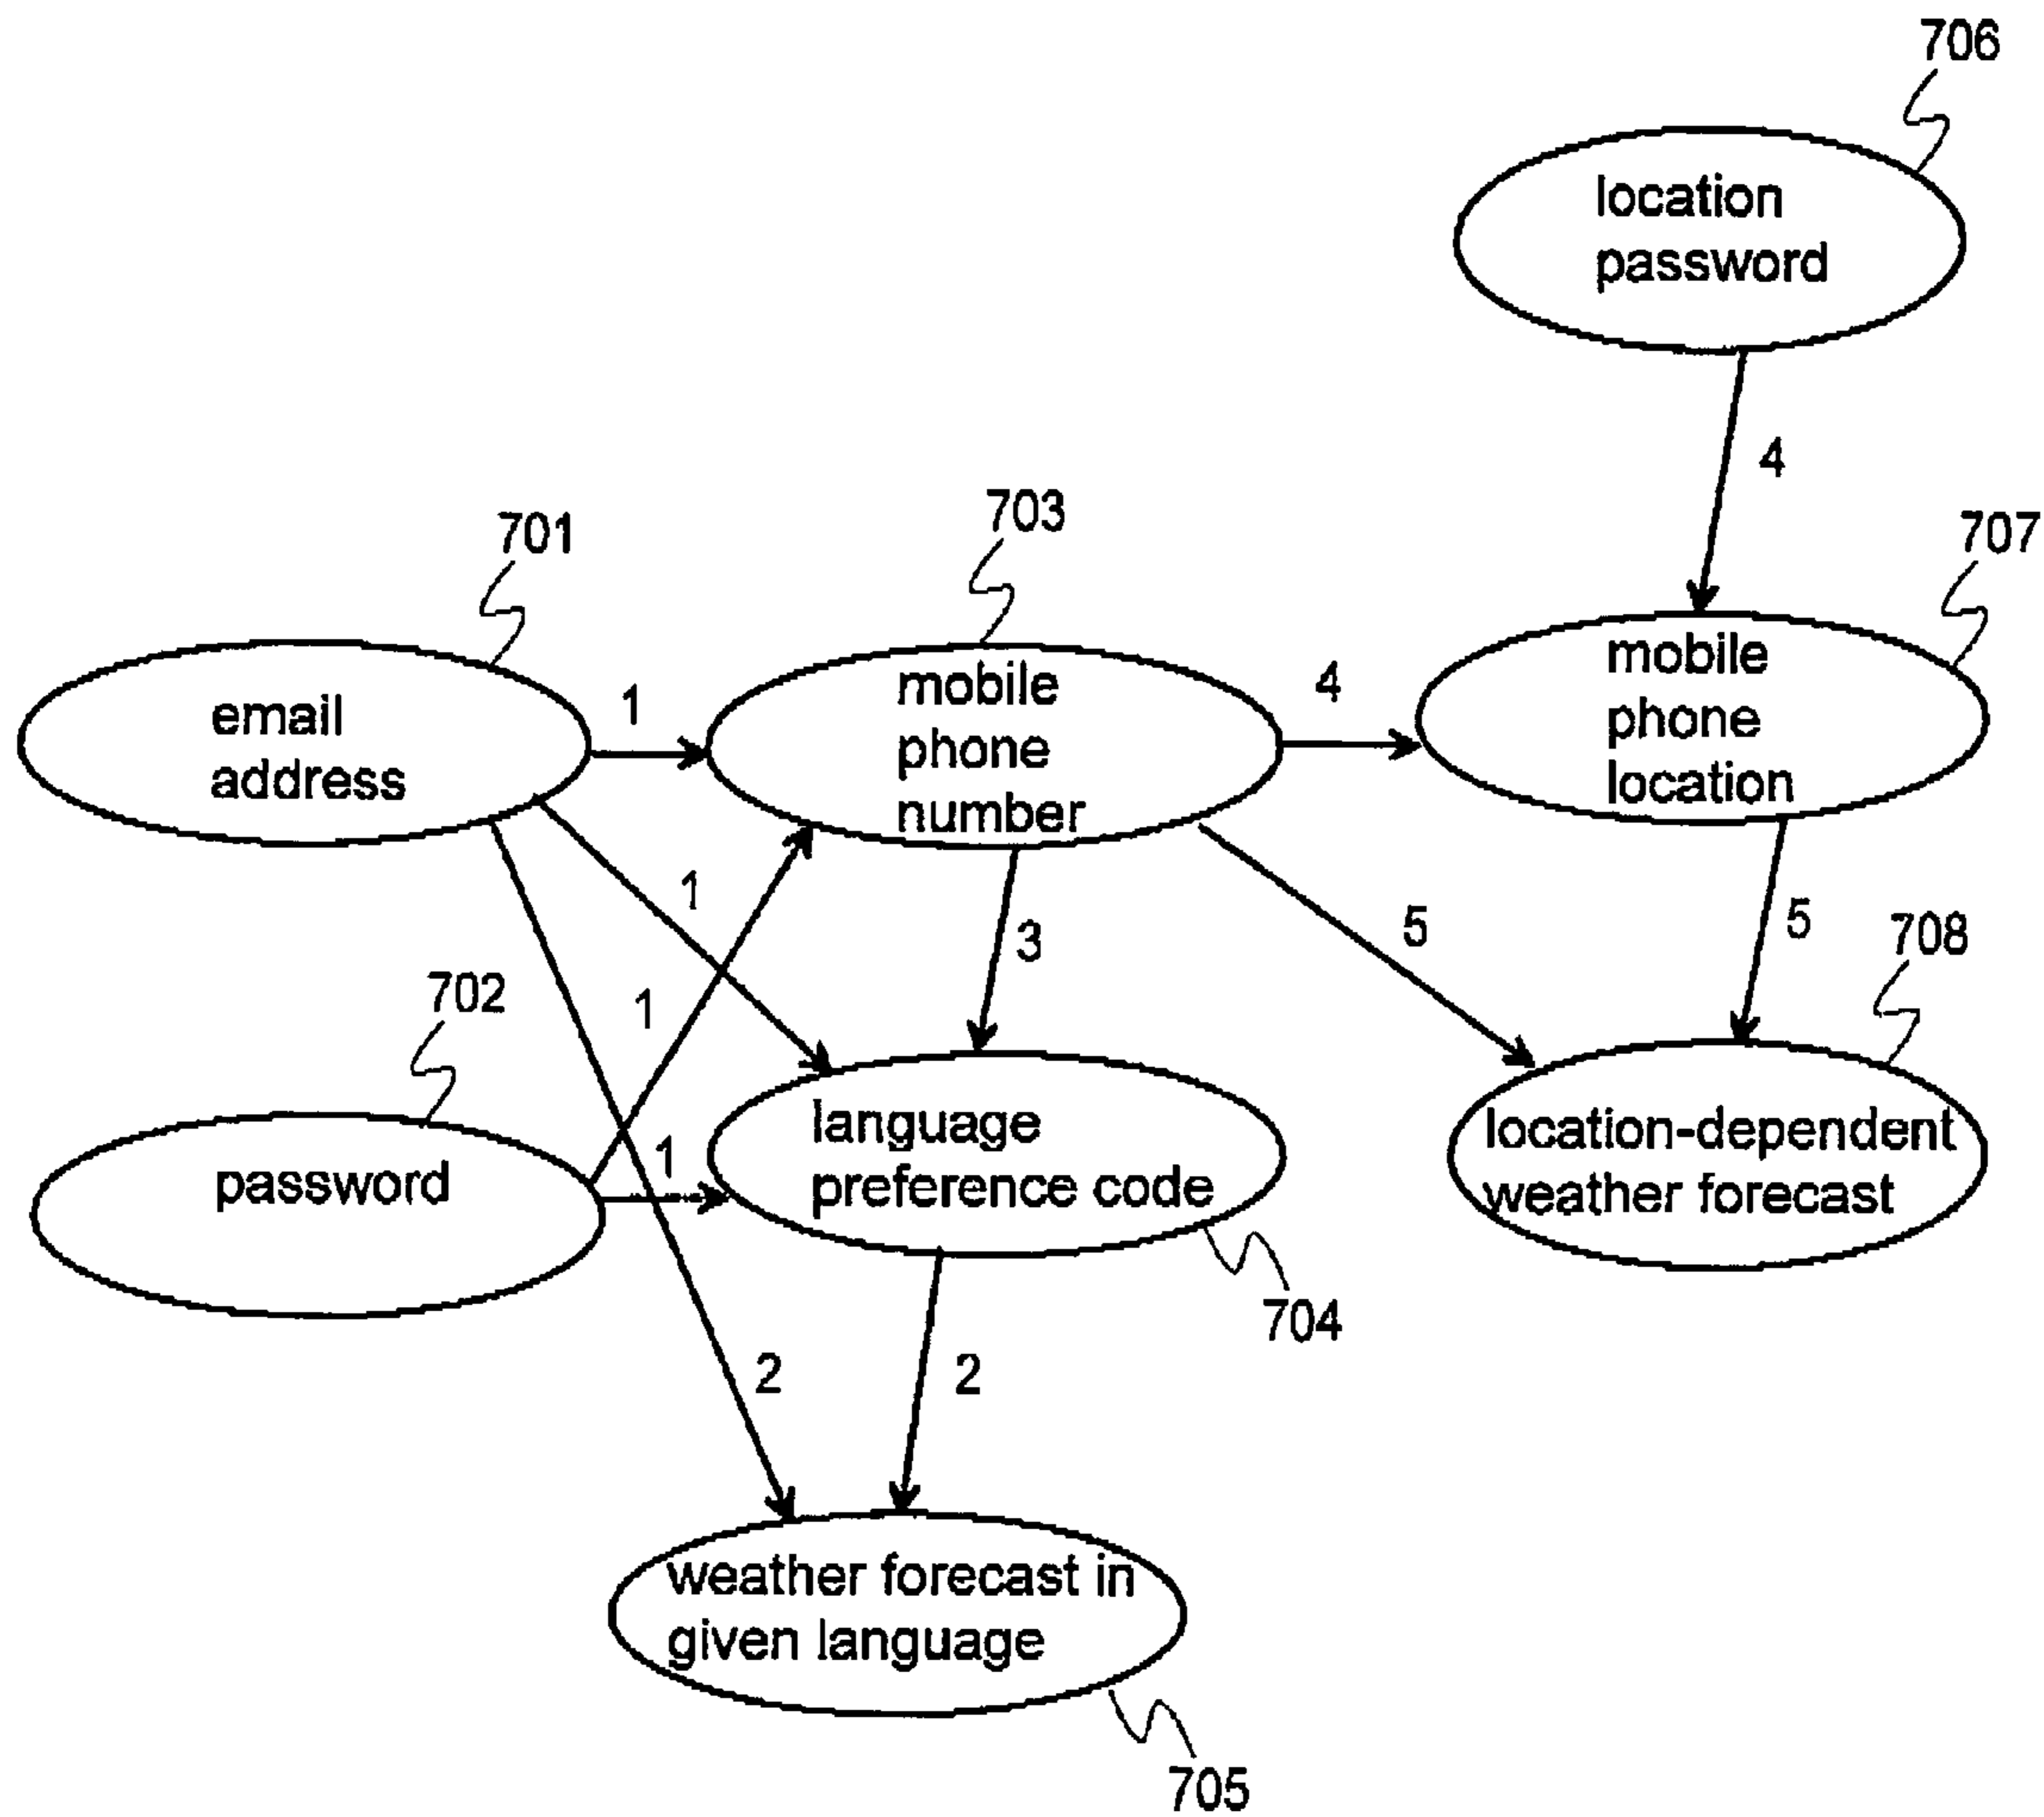 706
location
password
4
703
707
701
mobile
phone
location
mobile
phone
number
1
4
email
address
1
3
5
5
708
702
1
1
language
preference code
location-dependent
weather forecast
password
704
2
2
weather forecast in
given language
705